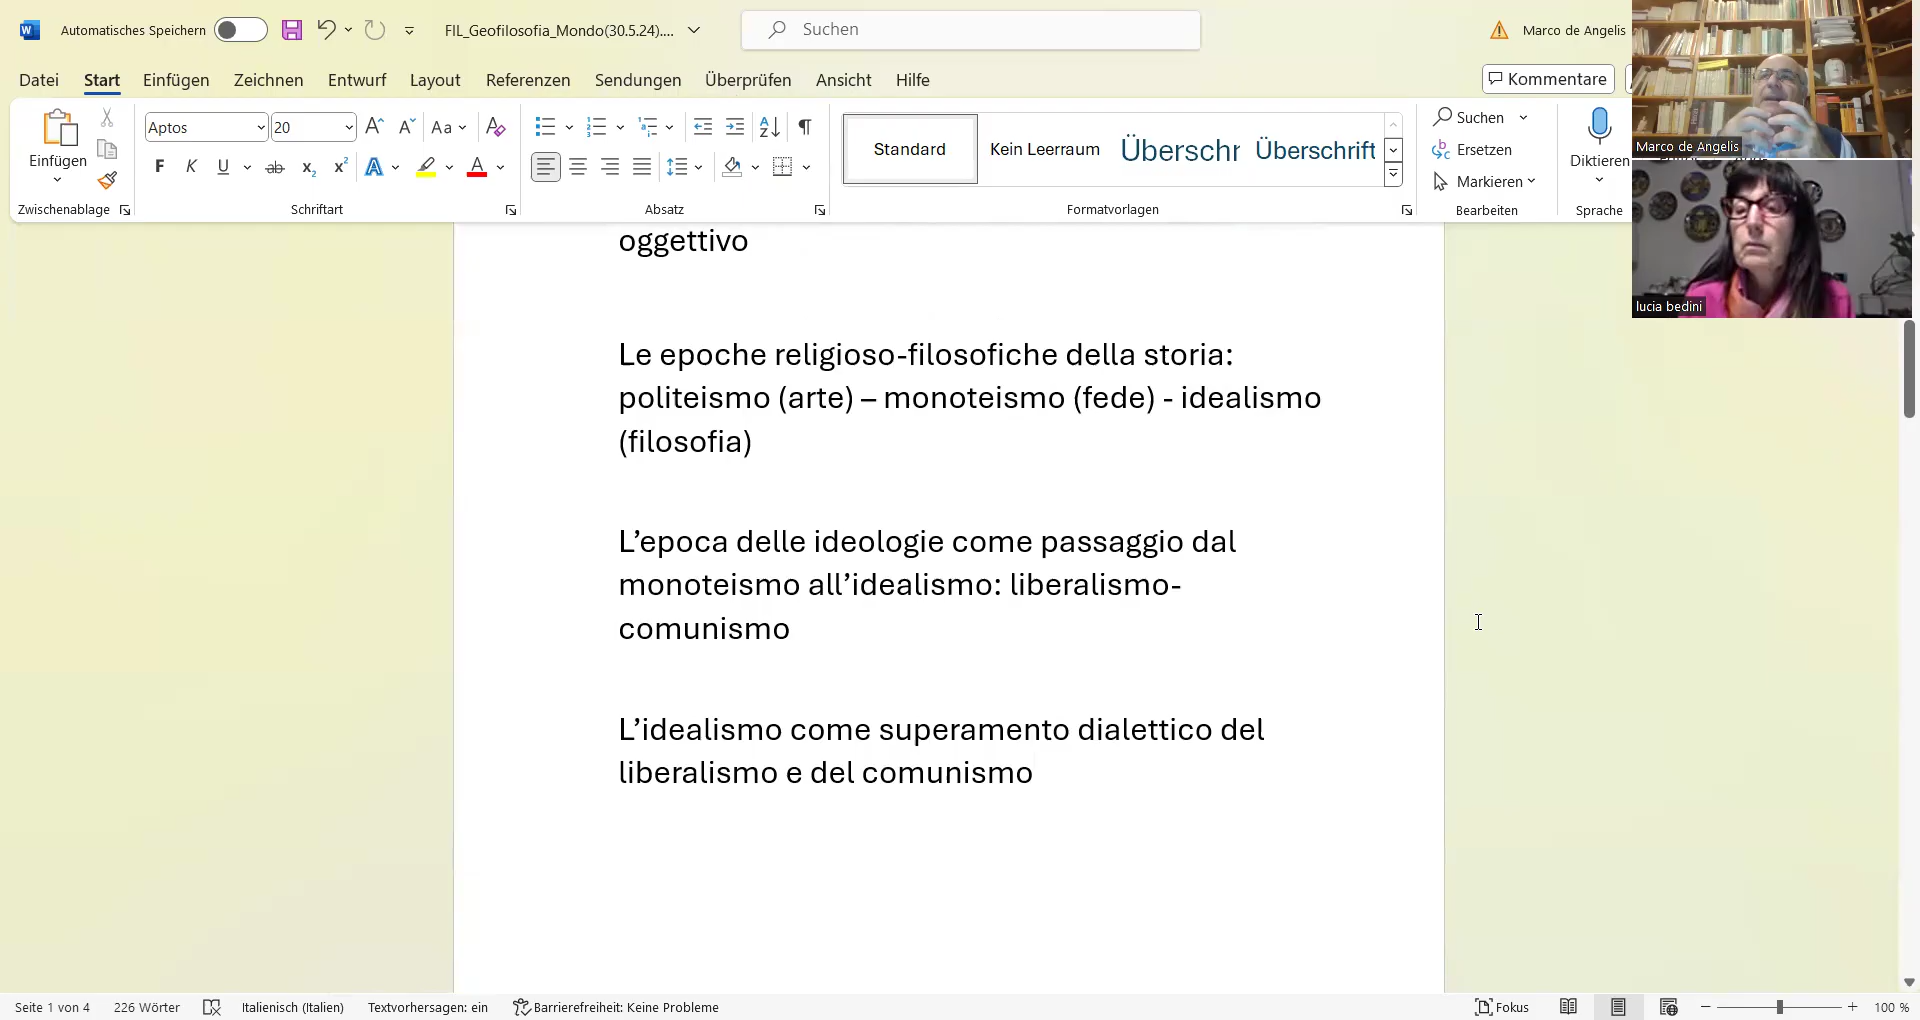 Automatisches Speichern
FIL_Geofilosofia_Mondo(30.5.24)....
Suchen
Marco de Angelis
Datei Start Einfügen Zeichnen Entwurf Layout Referenzen Sendungen Überprüfen Ansicht Hilfe
Kommentare
Einfügen
Aptos
20
Aa
F K U ab x₂ x² A A
Standard
Kein Leerraum
Überschr
Überschrift
Suchen
Ersetzen
Markieren
Diktieren
Zwischenablage
Schriftart
Absatz
Formatvorlagen
Bearbeiten
Sprache
Marco de Angelis
lucia bedini
oggettivo
Le epoche religioso-filosofiche della storia:
politeismo (arte) – monoteismo (fede) - idealismo
(filosofia)
L’epoca delle ideologie come passaggio dal
monoteismo all’idealismo: liberalismo-
comunismo
L’idealismo come superamento dialettico del
liberalismo e del comunismo
Seite 1 von 4
226 Wörter
Italienisch (Italien)
Textvorhersagen: ein
Barrierefreiheit: Keine Probleme
Fokus
100 %